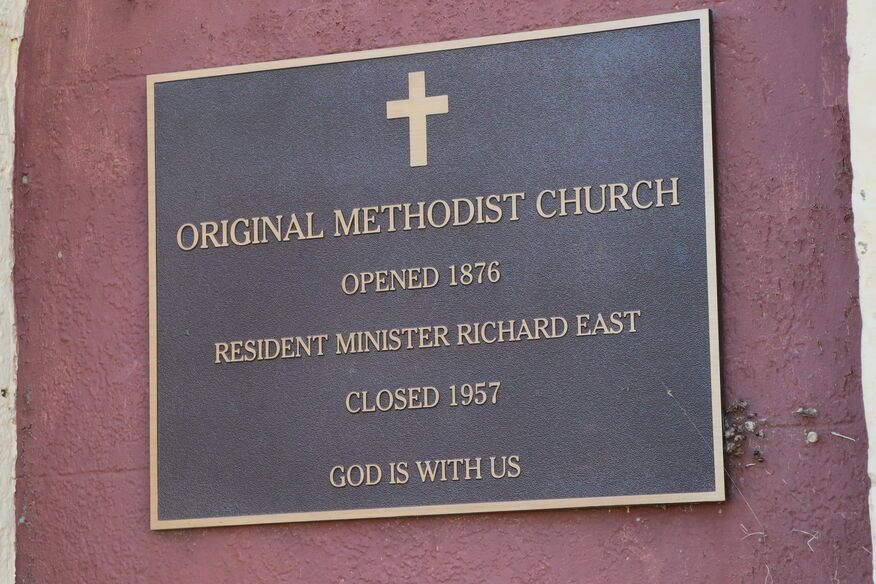 ORIGINAL METHODIST CHURCH
OPENED 1876
RESIDENT MINISTER RICHARD EAST
CLOSED 1957
GOD IS WITH US